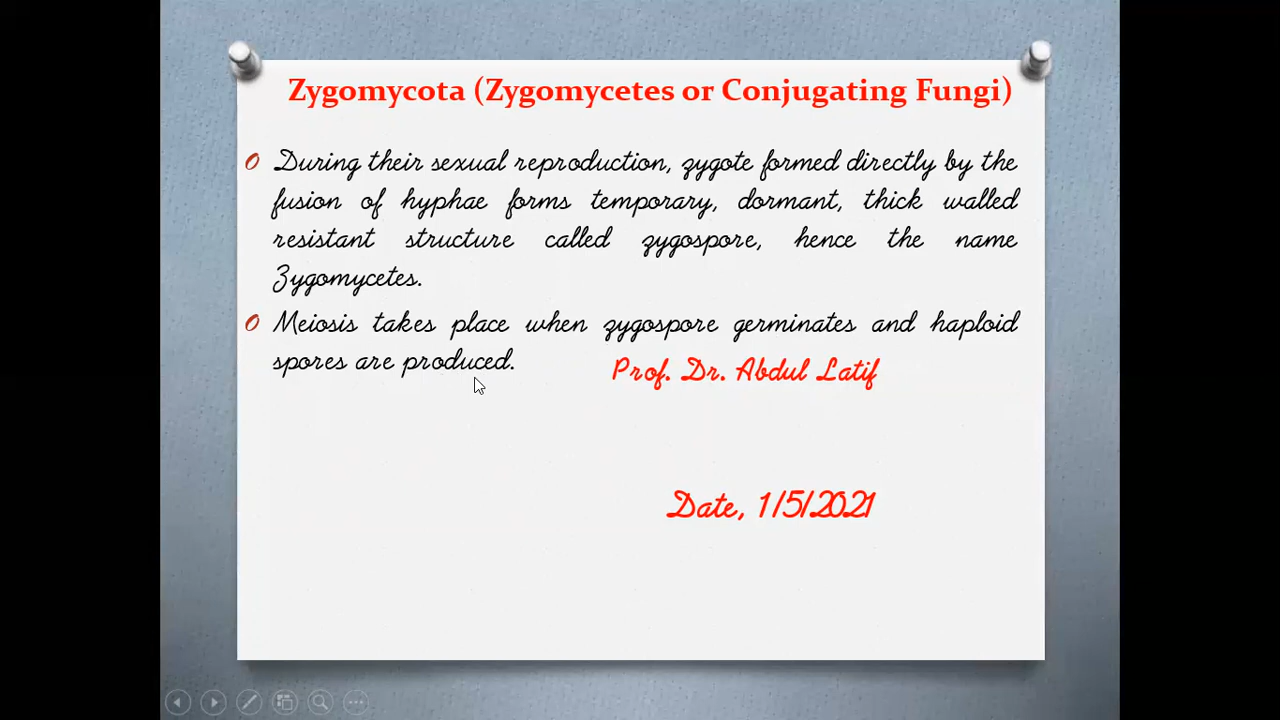 Zygomycota (Zygomycetes or Conjugating Fungi)
During their sexual reproduction, zygote formed directly by the
fusion of hyphae forms temporary, dormant, thick walled
resistant structure called zygospore, hence the name
Zygomycetes.
Meiosis takes place when zygospore germinates and haploid
spores are produced.
Prof. Dr. Abdul Latif
Date, 1/5/2021